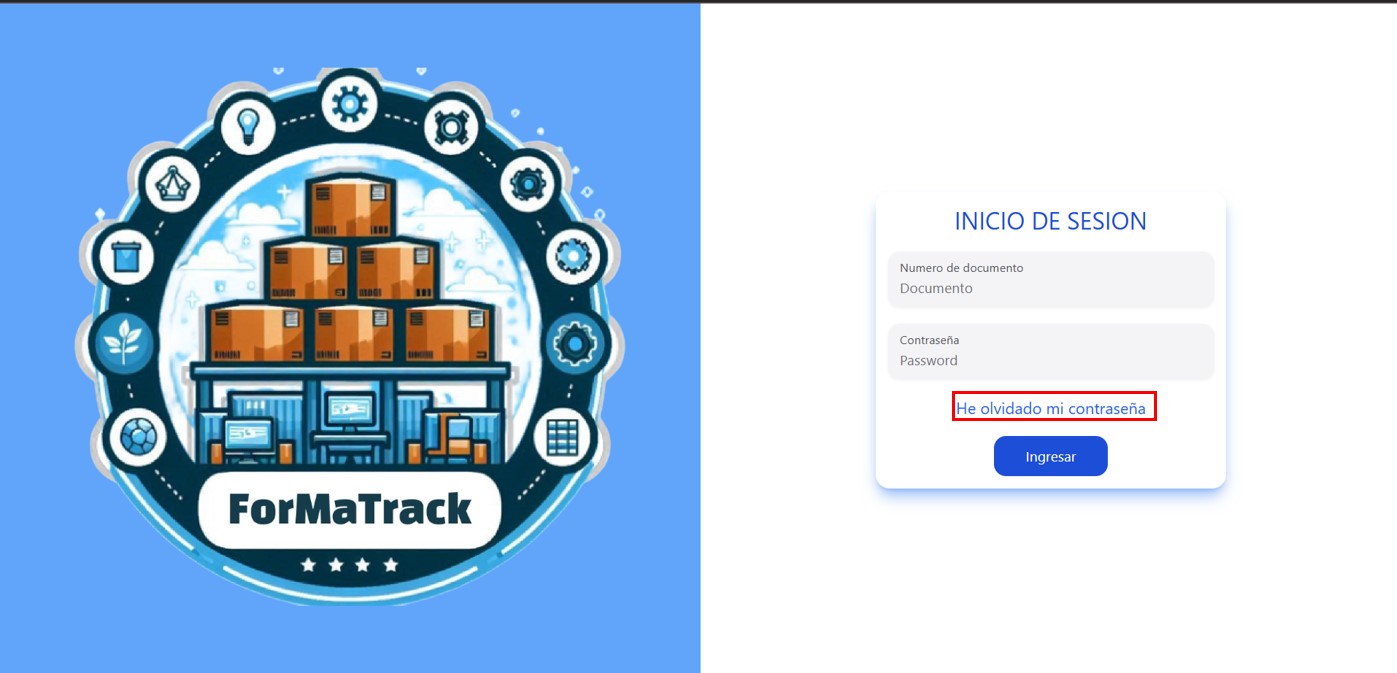 ForMaTrack
INICIO DE SESION
Numero de documento
Documento
Contraseña
Password
He olvidado mi contraseña
Ingresar